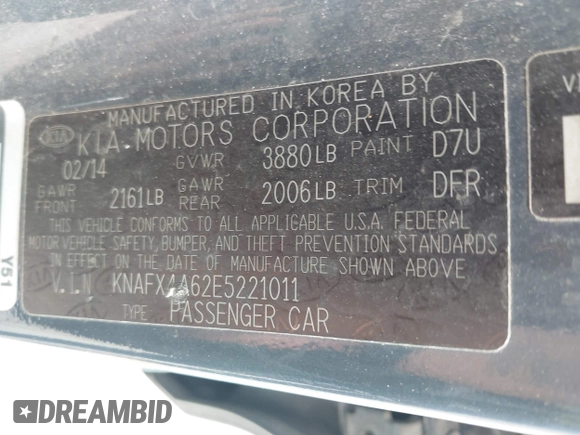 MANUFACTURED IN KOREA BY
KIA KIA MOTORS CORPORATION
02/14 GVWR 3880LB PAINT D7U
GAWR FRONT 2161LB GAWR REAR 2006LB TRIM DFR
THIS VEHICLE CONFORMS TO ALL APPLICABLE U.S.A. FEDERAL
MOTOR VEHICLE SAFETY, BUMPER, AND THEFT PREVENTION STANDARDS
IN EFFECT ON THE DATE OF MANUFACTURE SHOWN ABOVE
V.I.N KNAFX4A62E5221011
TYPE PASSENGER CAR
Y51
DREAMBID